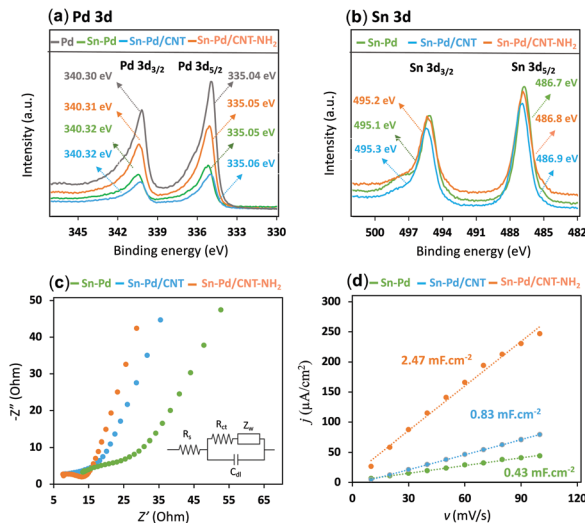 (a) Pd 3d
Pd Sn-Pd Sn-Pd/CNT Sn-Pd/CNT-NH₂
Pd 3d₃/₂ Pd 3d₅/₂
340.30 eV 335.04 eV
340.31 eV 335.05 eV
340.32 eV 335.05 eV
340.32 eV 335.06 eV
Intensity (a.u.)
345 342 339 336 333 330
Binding energy (eV)
(b) Sn 3d
Sn-Pd Sn-Pd/CNT Sn-Pd/CNT-NH₂
Sn 3d₃/₂ Sn 3d₅/₂
486.7 eV
495.2 eV 486.8 eV
495.1 eV
495.3 eV 486.9 eV
Intensity (a.u.)
500 497 494 491 488 485 482
Binding energy (eV)
(c) Sn-Pd Sn-Pd/CNT Sn-Pd/CNT-NH₂
-Z″ (Ohm)
50
40
30
20
10
0
Rₛ R꜀ₜ Z_w
C_dl
5 15 25 35 45 55 65
Z′ (Ohm)
(d) Sn-Pd Sn-Pd/CNT Sn-Pd/CNT-NH₂
j (μA/cm²)
300
250
200
150
100
50
0
2.47 mF.cm⁻²
0.83 mF.cm⁻²
0.43 mF.cm⁻²
0 30 60 90 120
v (mV/s)